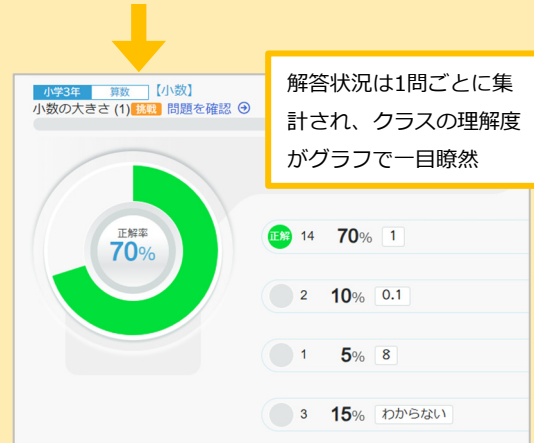 小学3年 算数 【小数】
小数の大きさ (1) 挑戦 問題を確認
解答状況は1問ごとに集
計され、クラスの理解度
がグラフで一目瞭然
正解率
70%
正解 14 70% 1
2 10% 0.1
1 5% 8
3 15% わからない